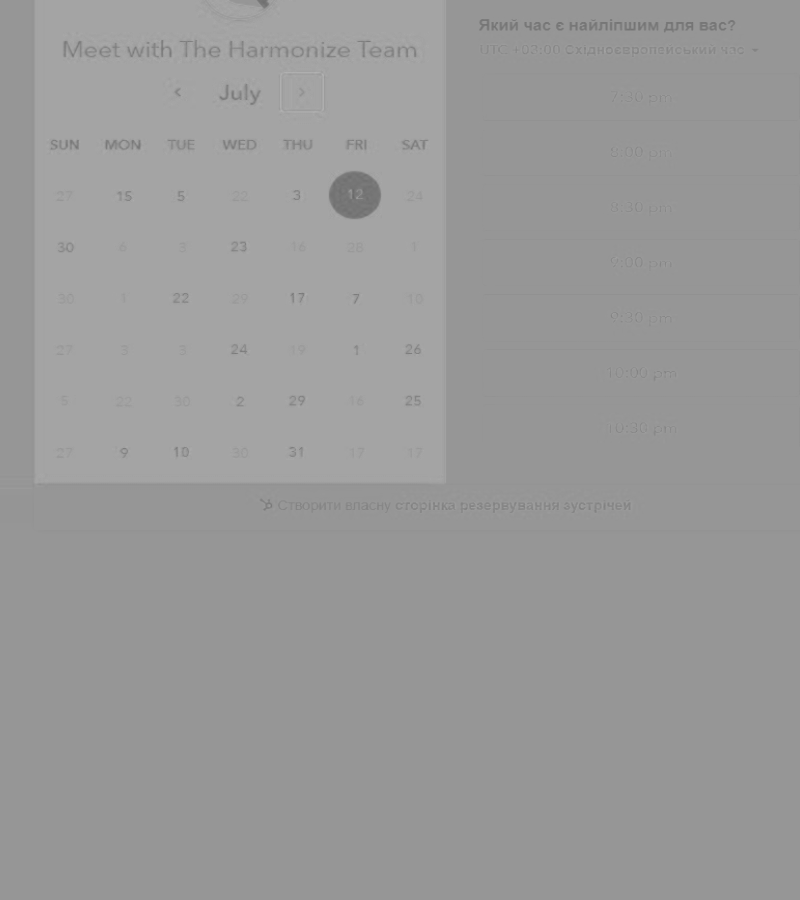 Meet with The Harmonize Team
July
SUN MON TUE WED THU FRI SAT
27 15 5 22 3 12 24
30 6 3 23 16 28 1
30 1 22 29 17 7 10
27 3 5 24 19 1 26
5 22 30 2 29 16 25
27 9 10 30 31 17 17
Який час є найліпшим для вас?
UTC +03:00 Східноєвропейський час
7:30 pm
8:00 pm
8:30 pm
9:00 pm
9:30 pm
10:00 pm
10:30 pm
Створити власну сторінка резервування зустрічей